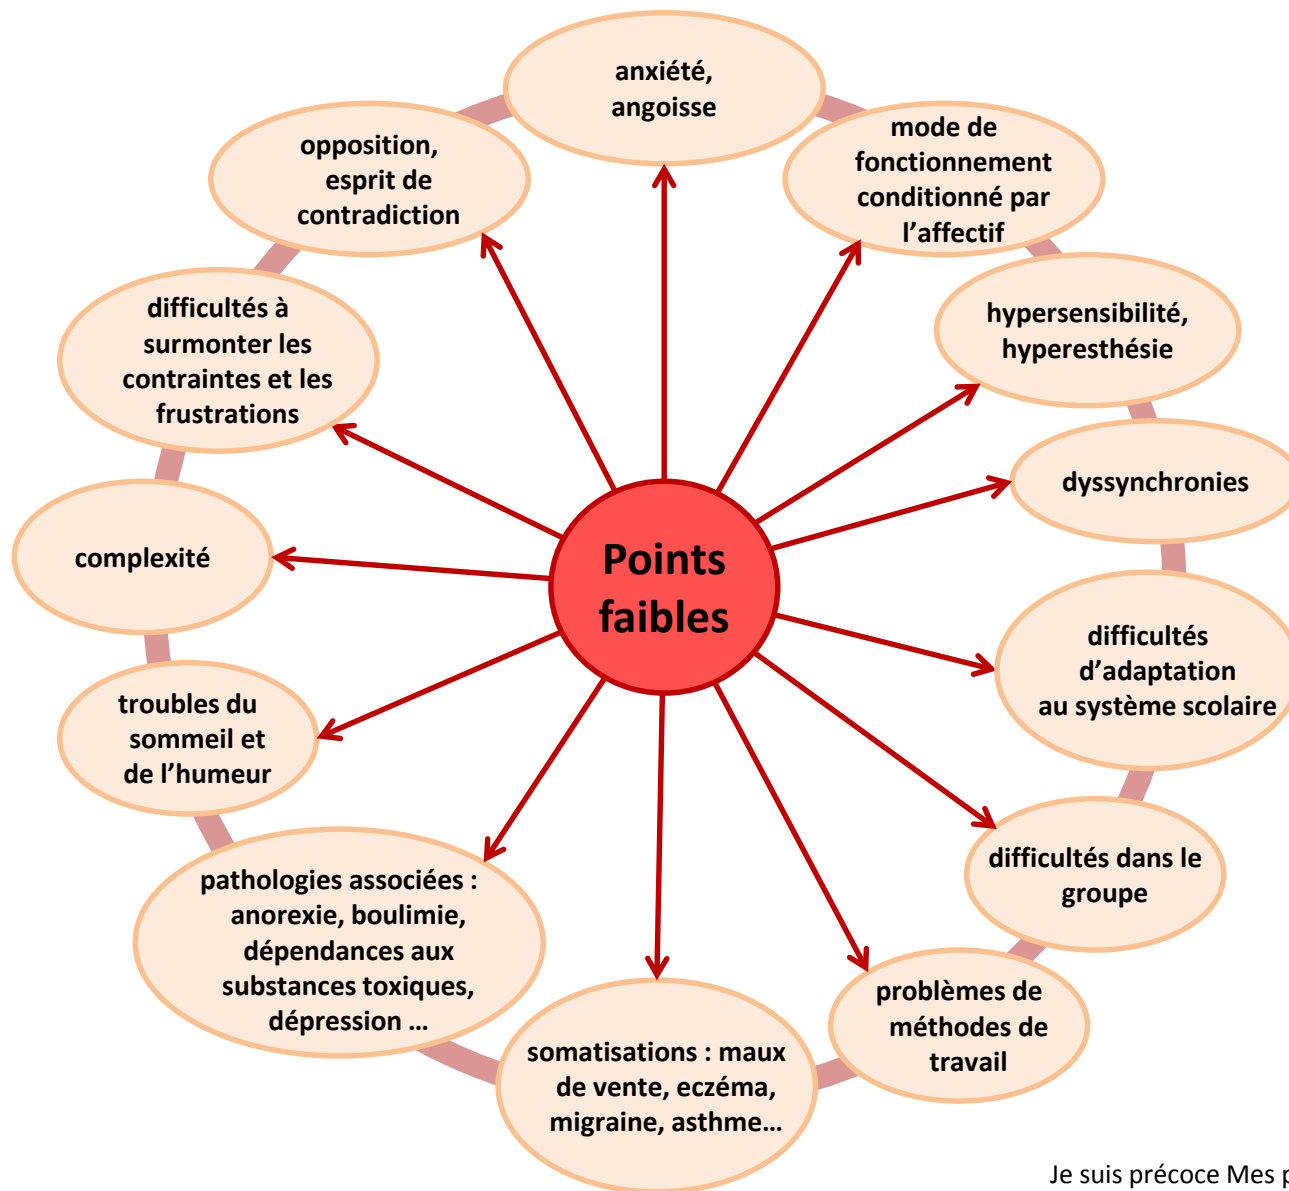 anxiété,
angoisse
mode de
fonctionnement
conditionné par
l’affectif
hypersensibilité,
hyperesthésie
dyssynchronies
difficultés
d’adaptation
au système scolaire
difficultés dans le
groupe
problèmes de
méthodes de
travail
somatisations : maux
de vente, eczéma,
migraine, asthme…
pathologies associées :
anorexie, boulimie,
dépendances aux
substances toxiques,
dépression …
troubles du
sommeil et
de l’humeur
complexité
difficultés à
surmonter les
contraintes et les
frustrations
opposition,
esprit de
contradiction
Points
faibles
Je suis précoce Mes